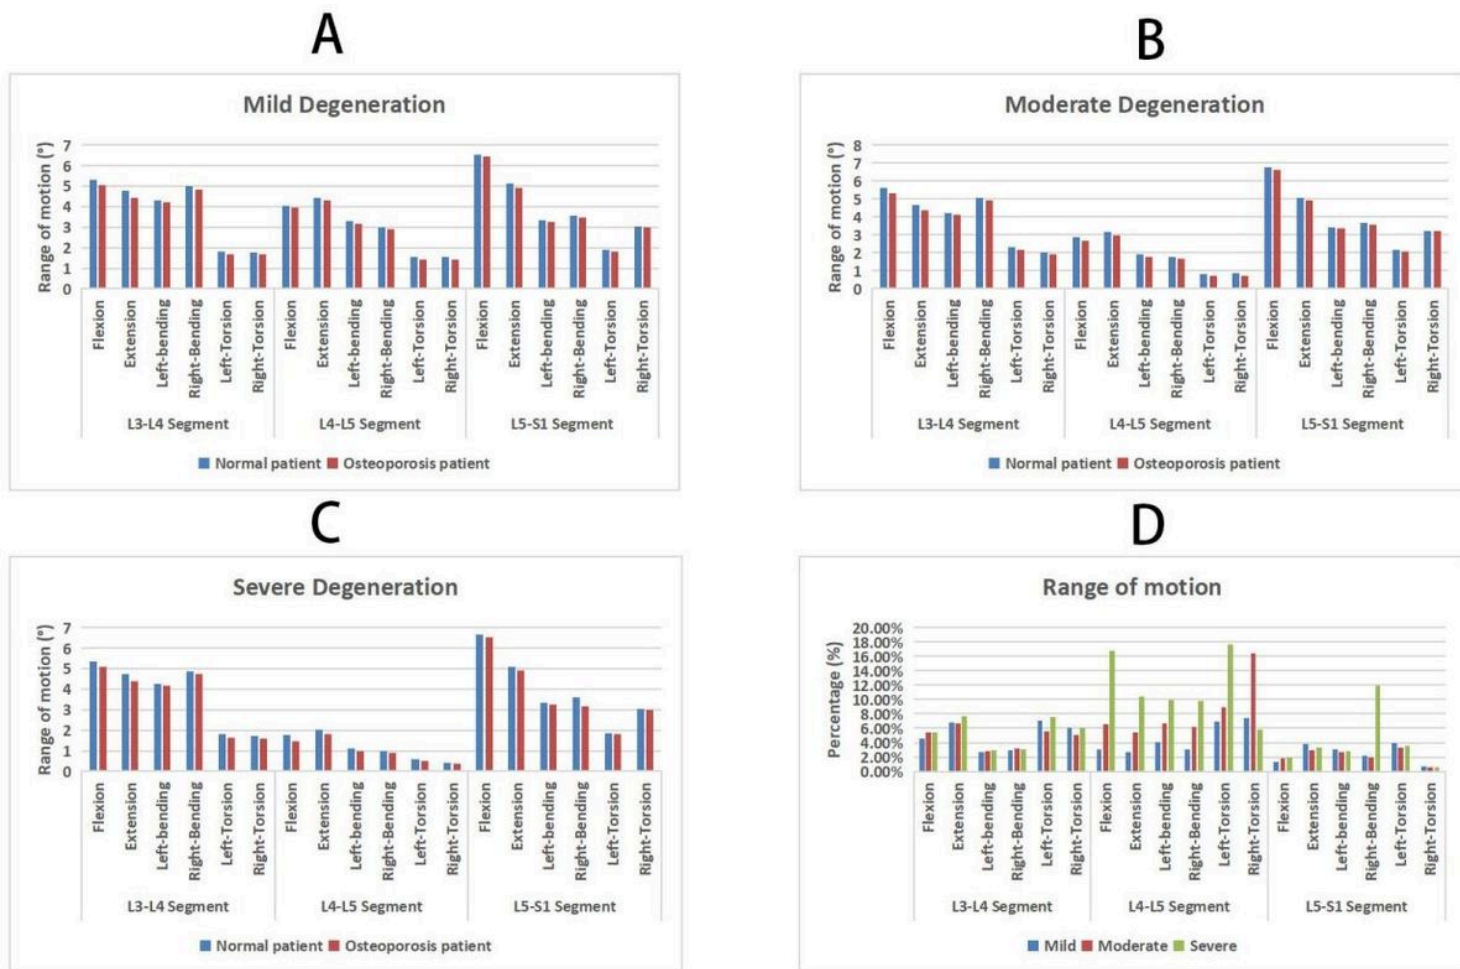 A
Mild Degeneration
Range of motion (°)
7
6
5
4
3
2
1
0
Flexion
Extension
Left-bending
Right-Bending
Left-Torsion
Right-Torsion
Flexion
Extension
Left-bending
Right-Bending
Left-Torsion
Right-Torsion
Flexion
Extension
Left-bending
Right-Bending
Left-Torsion
Right-Torsion
L3-L4 Segment
L4-L5 Segment
L5-S1 Segment
Normal patient
Osteoporosis patient
B
Moderate Degeneration
Range of motion (°)
8
7
6
5
4
3
2
1
0
Flexion
Extension
Left-bending
Right-Bending
Left-Torsion
Right-Torsion
Flexion
Extension
Left-bending
Right-Bending
Left-Torsion
Right-Torsion
Flexion
Extension
Left-bending
Right-Bending
Left-Torsion
Right-Torsion
L3-L4 Segment
L4-L5 Segment
L5-S1 Segment
Normal patient
Osteoporosis patient
C
Severe Degeneration
Range of motion (°)
7
6
5
4
3
2
1
0
Flexion
Extension
Left-bending
Right-Bending
Left-Torsion
Right-Torsion
Flexion
Extension
Left-bending
Right-Bending
Left-Torsion
Right-Torsion
Flexion
Extension
Left-bending
Right-Bending
Left-Torsion
Right-Torsion
L3-L4 Segment
L4-L5 Segment
L5-S1 Segment
Normal patient
Osteoporosis patient
D
Range of motion
Percentage (%)
20.00%
18.00%
16.00%
14.00%
12.00%
10.00%
8.00%
6.00%
4.00%
2.00%
0.00%
Flexion
Extension
Left-bending
Right-Bending
Left-Torsion
Right-Torsion
Flexion
Extension
Left-bending
Right-Bending
Left-Torsion
Right-Torsion
Flexion
Extension
Left-bending
Right-Bending
Left-Torsion
Right-Torsion
L3-L4 Segment
L4-L5 Segment
L5-S1 Segment
Mild
Moderate
Severe